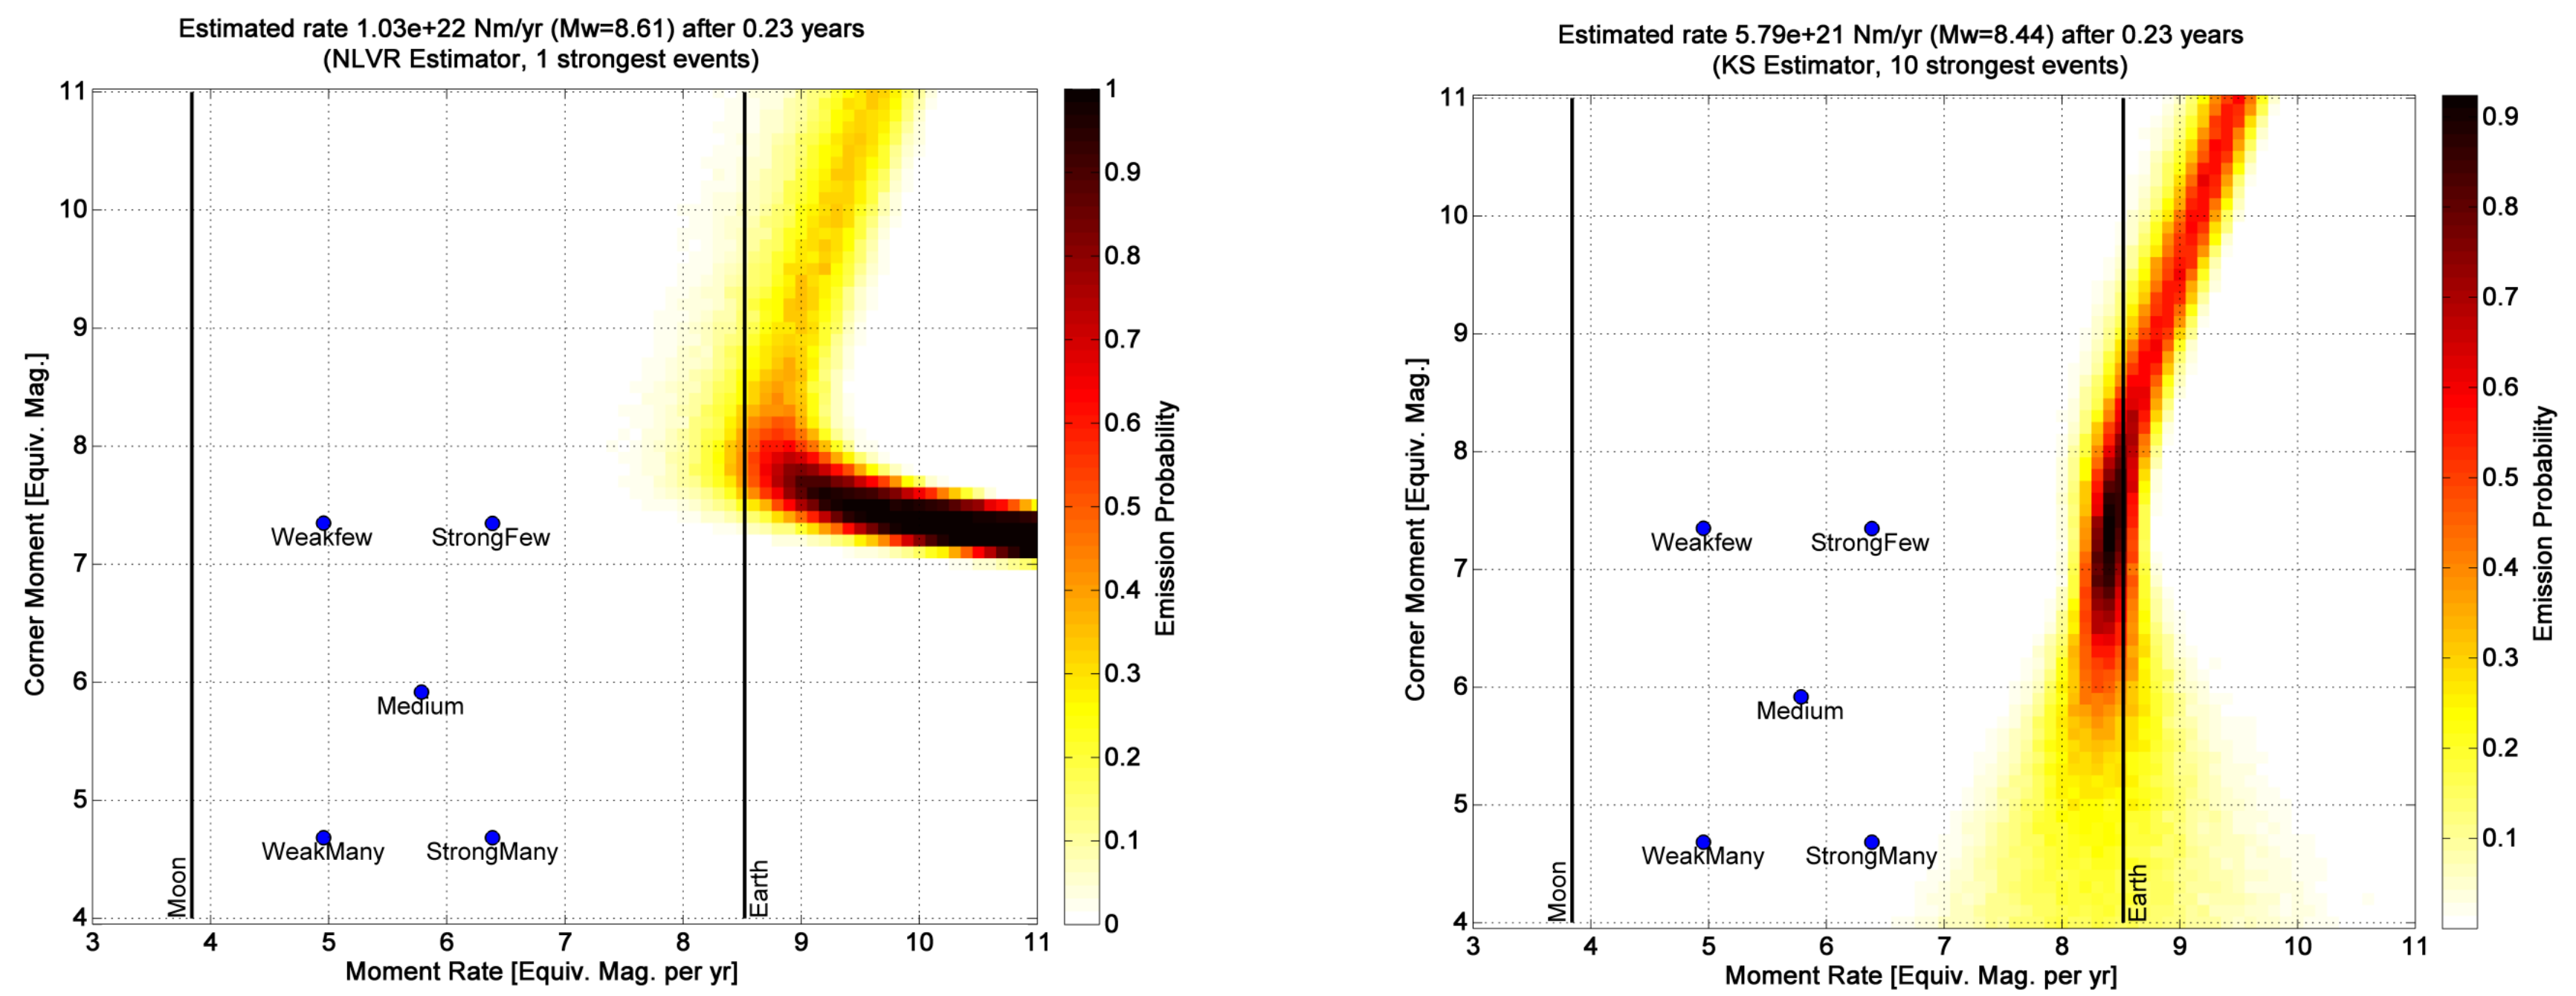 Estimated rate 1.03e+22 Nm/yr (Mw=8.61) after 0.23 years
(NLVR Estimator, 1 strongest events)
11
10
9
8
7
6
5
4
Corner Moment [Equiv. Mag.]
Weakfew
StrongFew
Medium
WeakMany
StrongMany
Moon
Earth
3 4 5 6 7 8 9 10 11
Moment Rate [Equiv. Mag. per yr]
1
0.9
0.8
0.7
0.6
0.5
0.4
0.3
0.2
0.1
0
Emission Probability
Estimated rate 5.79e+21 Nm/yr (Mw=8.44) after 0.23 years
(KS Estimator, 10 strongest events)
11
10
9
8
7
6
5
4
Corner Moment [Equiv. Mag.]
Weakfew
StrongFew
Medium
WeakMany
StrongMany
Moon
Earth
3 4 5 6 7 8 9 10 11
Moment Rate [Equiv. Mag. per yr]
0.9
0.8
0.7
0.6
0.5
0.4
0.3
0.2
0.1
Emission Probability